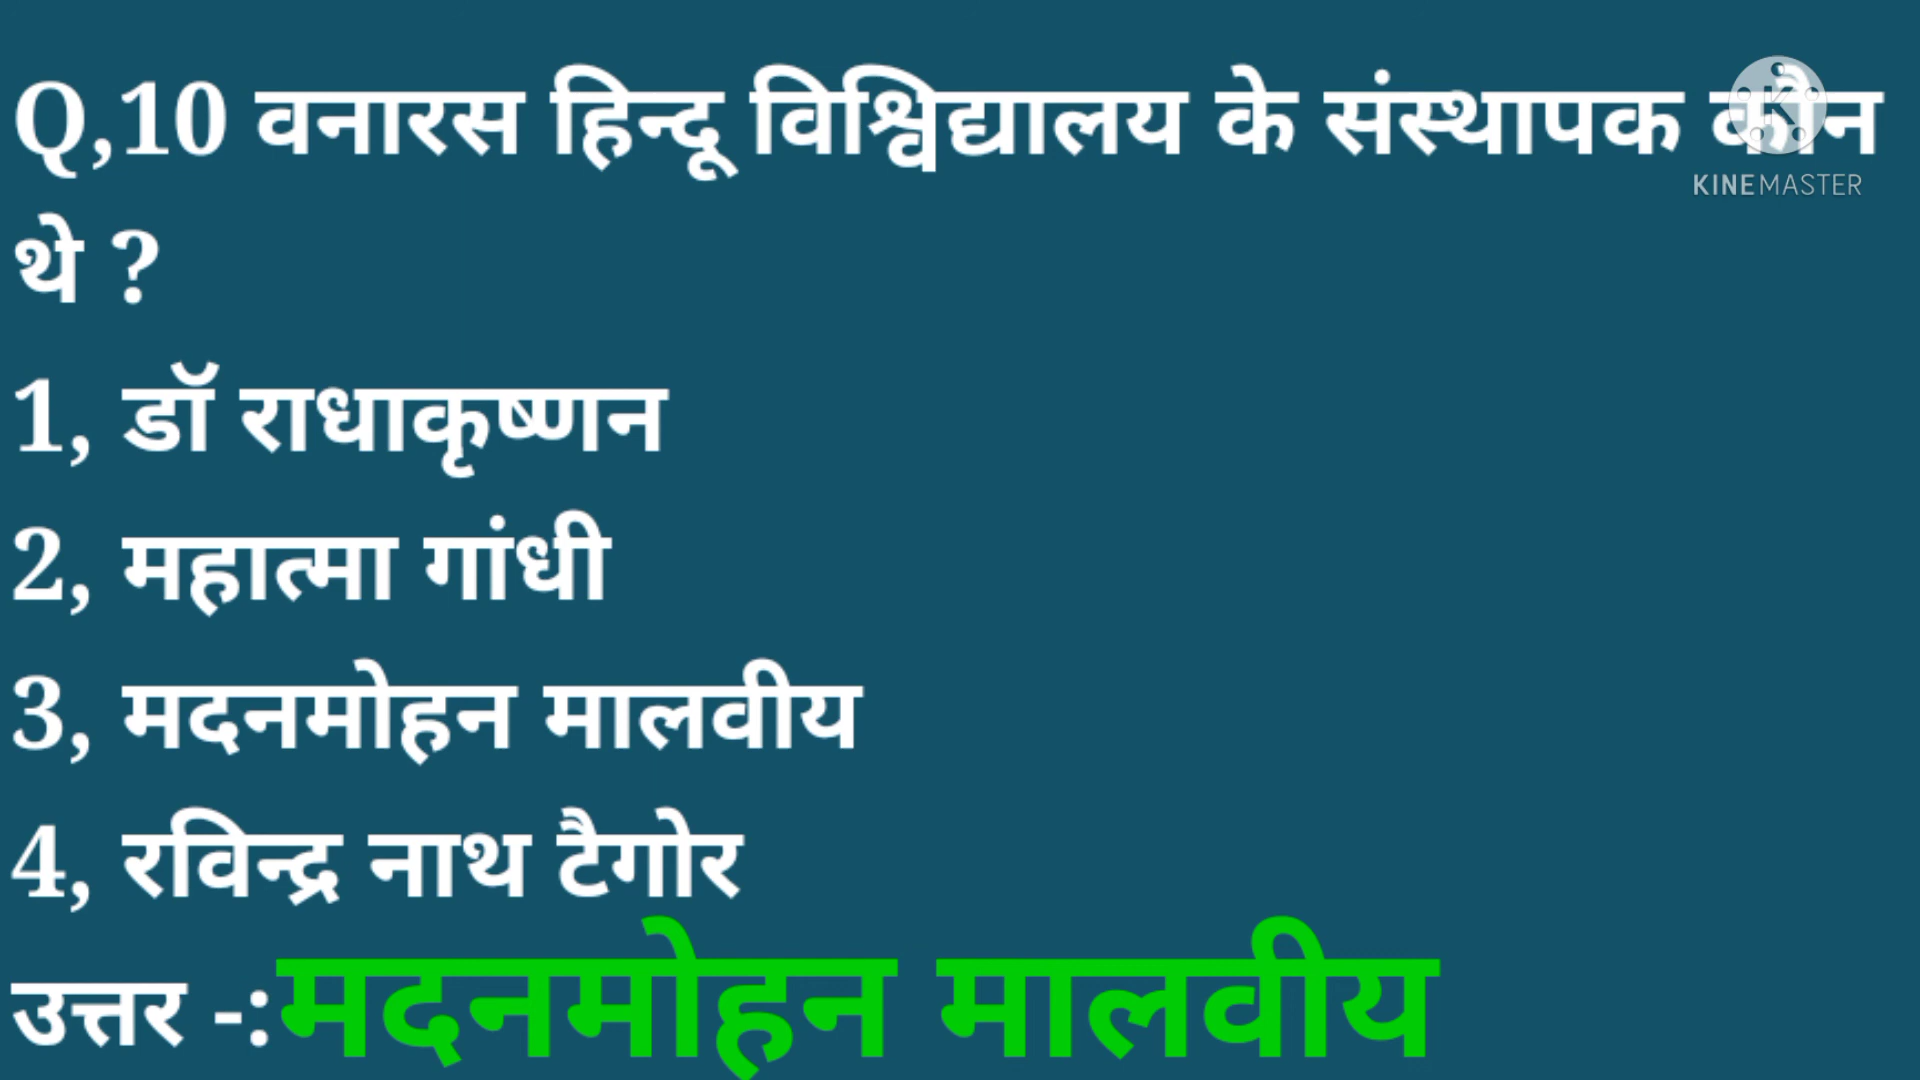 Q,10 वनारस हिन्दू विश्विद्यालय के संस्थापक कौन
KINEMASTER
थे ?
1, डॉ राधाकृष्णन
2, महात्मा गांधी
3, मदनमोहन मालवीय
4, रविन्द्र नाथ टैगोर
उत्तर -:मदनमोहन मालवीय